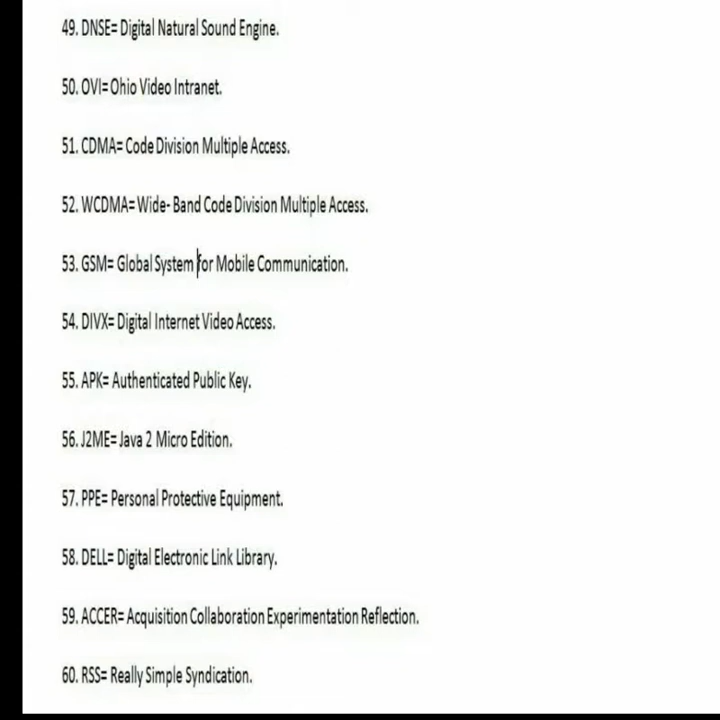 49. DNSE= Digital Natural Sound Engine.
50. OVI= Ohio Video Intranet.
51. CDMA= Code Division Multiple Access.
52. WCDMA= Wide- Band Code Division Multiple Access.
53. GSM= Global System for Mobile Communication.
54. DIVX= Digital Internet Video Access.
55. APK= Authenticated Public Key.
56. J2ME= Java 2 Micro Edition.
57. PPE= Personal Protective Equipment.
58. DELL= Digital Electronic Link Library.
59. ACCER= Acquisition Collaboration Experimentation Reflection.
60. RSS= Really Simple Syndication.